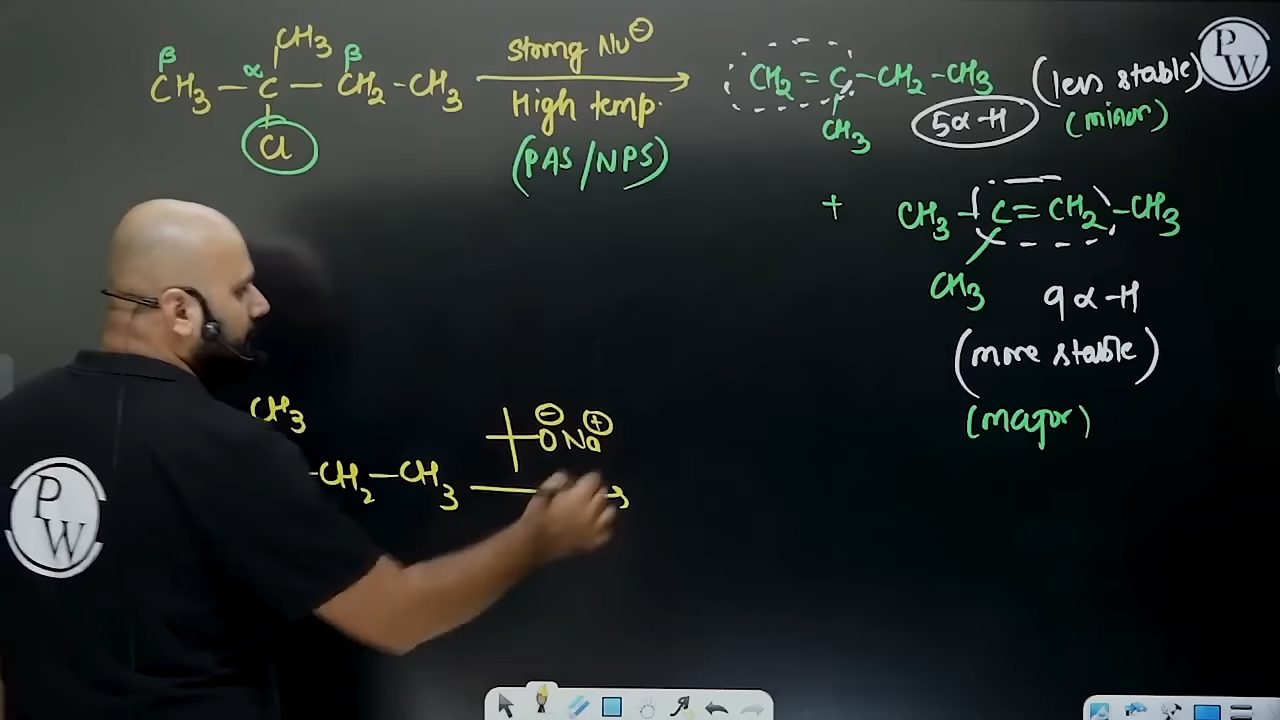 CH3
β β
CH3 – α C – CH2 – CH3
Cl
Strong Nu⊖
High temp.
(PAS/NPS)
CH2 = C – CH2 – CH3
CH3
5α-H
(less stable)
(minor)
P
W
+
CH3 – C = CH2 – CH3
CH3
9α-H
(more stable)
(major)
CH3
– CH2 – CH3
⊖ ⊕
O Na
P
W